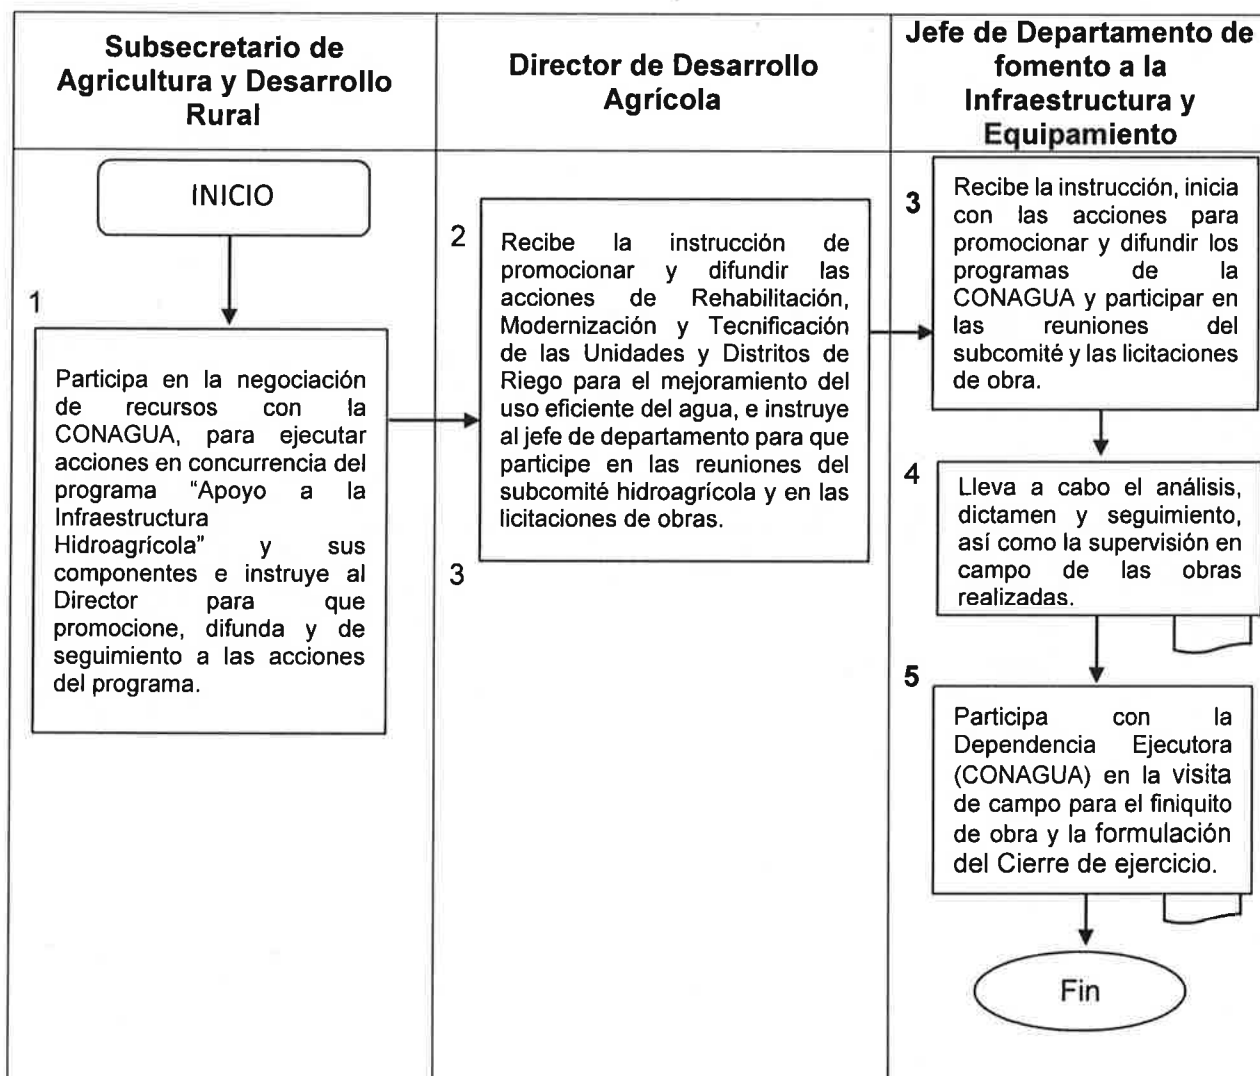 Subsecretario de
Agricultura y Desarrollo
Rural
Director de Desarrollo
Agrícola
Jefe de Departamento de
fomento a la
Infraestructura y
Equipamiento
INICIO
1
Participa en la negociación
de recursos con la
CONAGUA, para ejecutar
acciones en concurrencia del
programa “Apoyo a la
Infraestructura
Hidroagrícola” y sus
componentes e instruye al
Director para que
promocione, difunda y de
seguimiento a las acciones
del programa.
2
Recibe la instrucción de
promocionar y difundir las
acciones de Rehabilitación,
Modernización y Tecnificación
de las Unidades y Distritos de
Riego para el mejoramiento del
uso eficiente del agua, e instruye
al jefe de departamento para que
participe en las reuniones del
subcomité hidroagrícola y en las
licitaciones de obras.
3
3
Recibe la instrucción, inicia
con las acciones para
promocionar y difundir los
programas de la
CONAGUA y participar en
las reuniones del
subcomité y las licitaciones
de obra.
4
Lleva a cabo el análisis,
dictamen y seguimiento,
así como la supervisión en
campo de las obras
realizadas.
5
Participa con la
Dependencia Ejecutora
(CONAGUA) en la visita
de campo para el finiquito
de obra y la formulación
del Cierre de ejercicio.
Fin